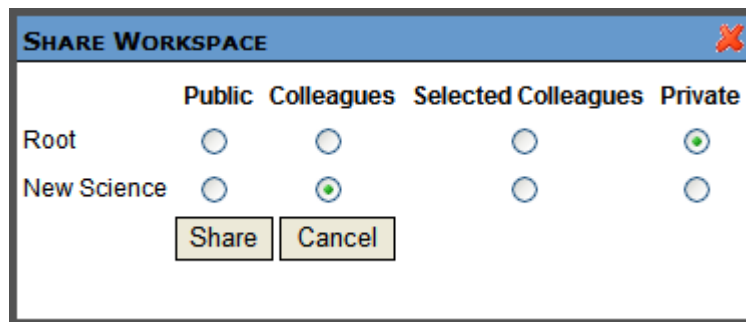 SHARE WORKSPACE
Public Colleagues Selected Colleagues Private
Root
New Science
Share Cancel